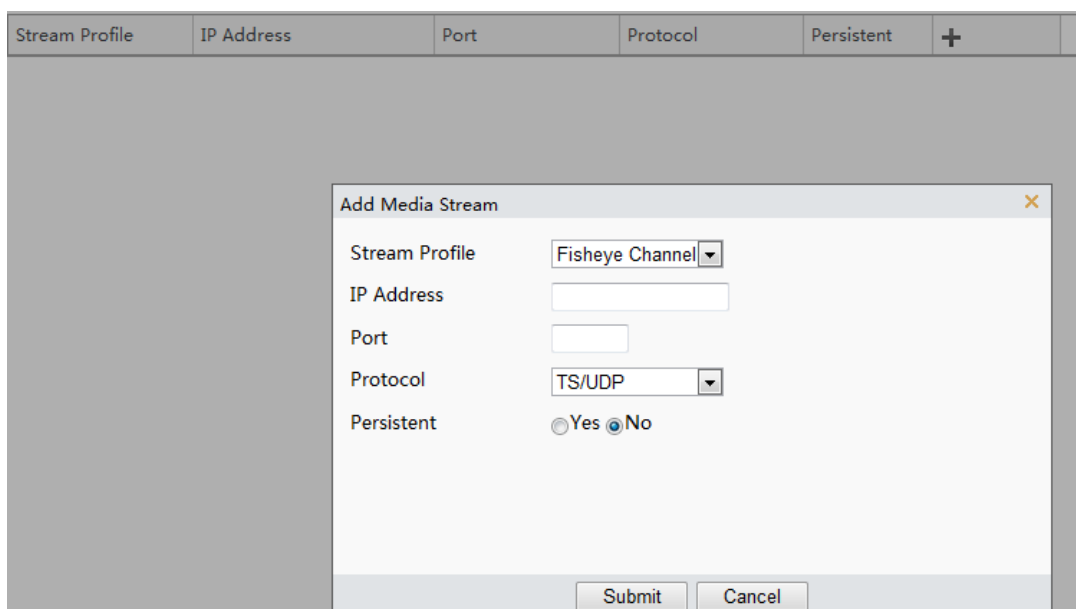 Stream Profile IP Address Port Protocol Persistent +
Add Media Stream ×
Stream Profile Fisheye Channel
IP Address
Port
Protocol TS/UDP
Persistent Yes No
Submit Cancel